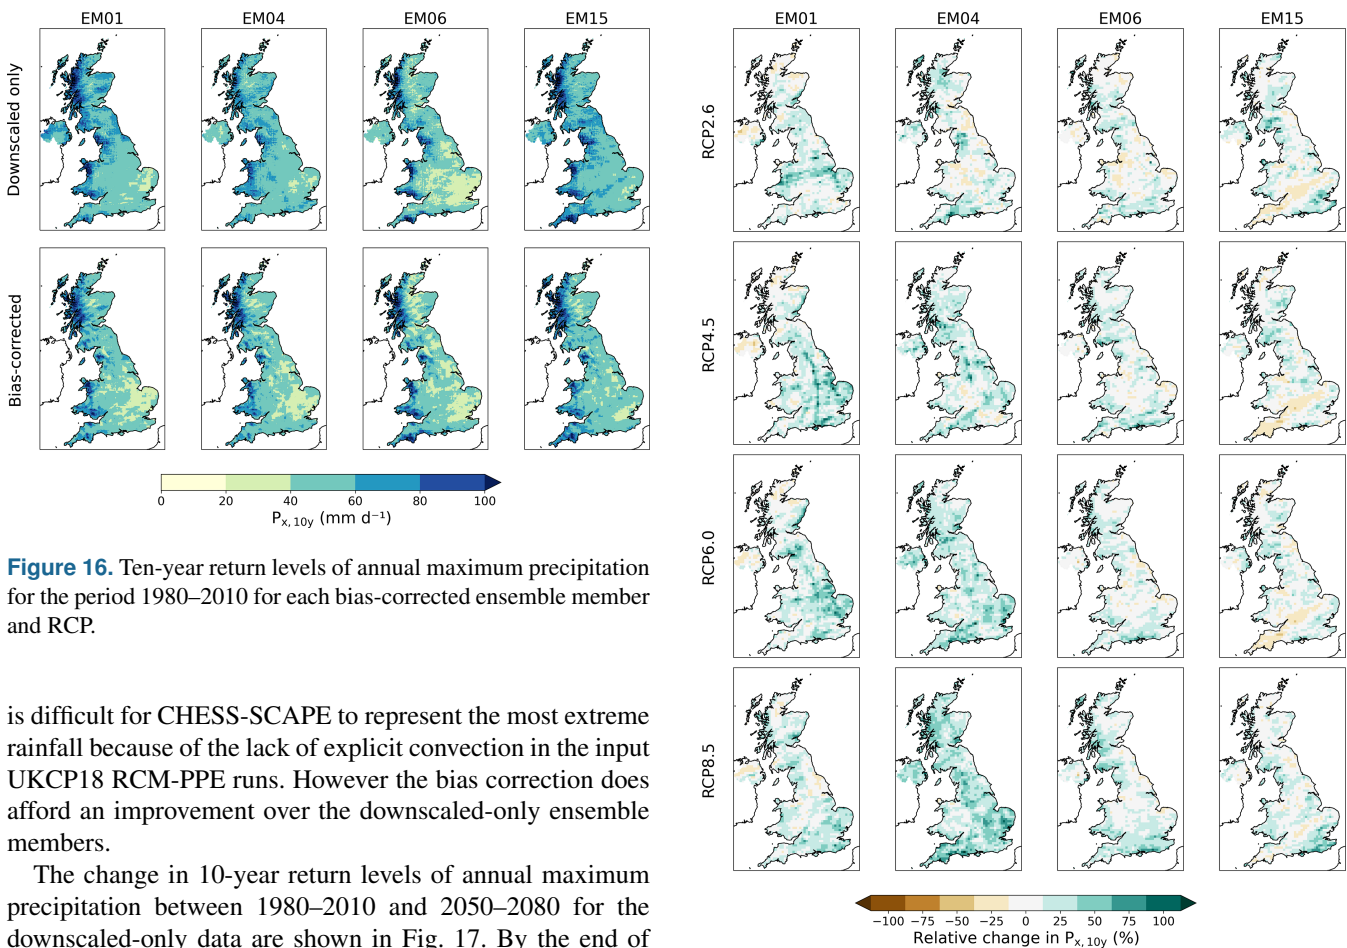 EM01 EM04 EM06 EM15
Downscaled only
Bias-corrected
0 20 40 60 80 100
P_x, 10y (mm d⁻¹)
Figure 16. Ten-year return levels of annual maximum precipitation
for the period 1980–2010 for each bias-corrected ensemble member
and RCP.
is difficult for CHESS-SCAPE to represent the most extreme
rainfall because of the lack of explicit convection in the input
UKCP18 RCM-PPE runs. However the bias correction does
afford an improvement over the downscaled-only ensemble
members.
The change in 10-year return levels of annual maximum
precipitation between 1980–2010 and 2050–2080 for the
downscaled-only data are shown in Fig. 17. By the end of
EM01 EM04 EM06 EM15
RCP2.6
RCP4.5
RCP6.0
RCP8.5
−100 −75 −50 −25 0 25 50 75 100
Relative change in P_x, 10y (%)